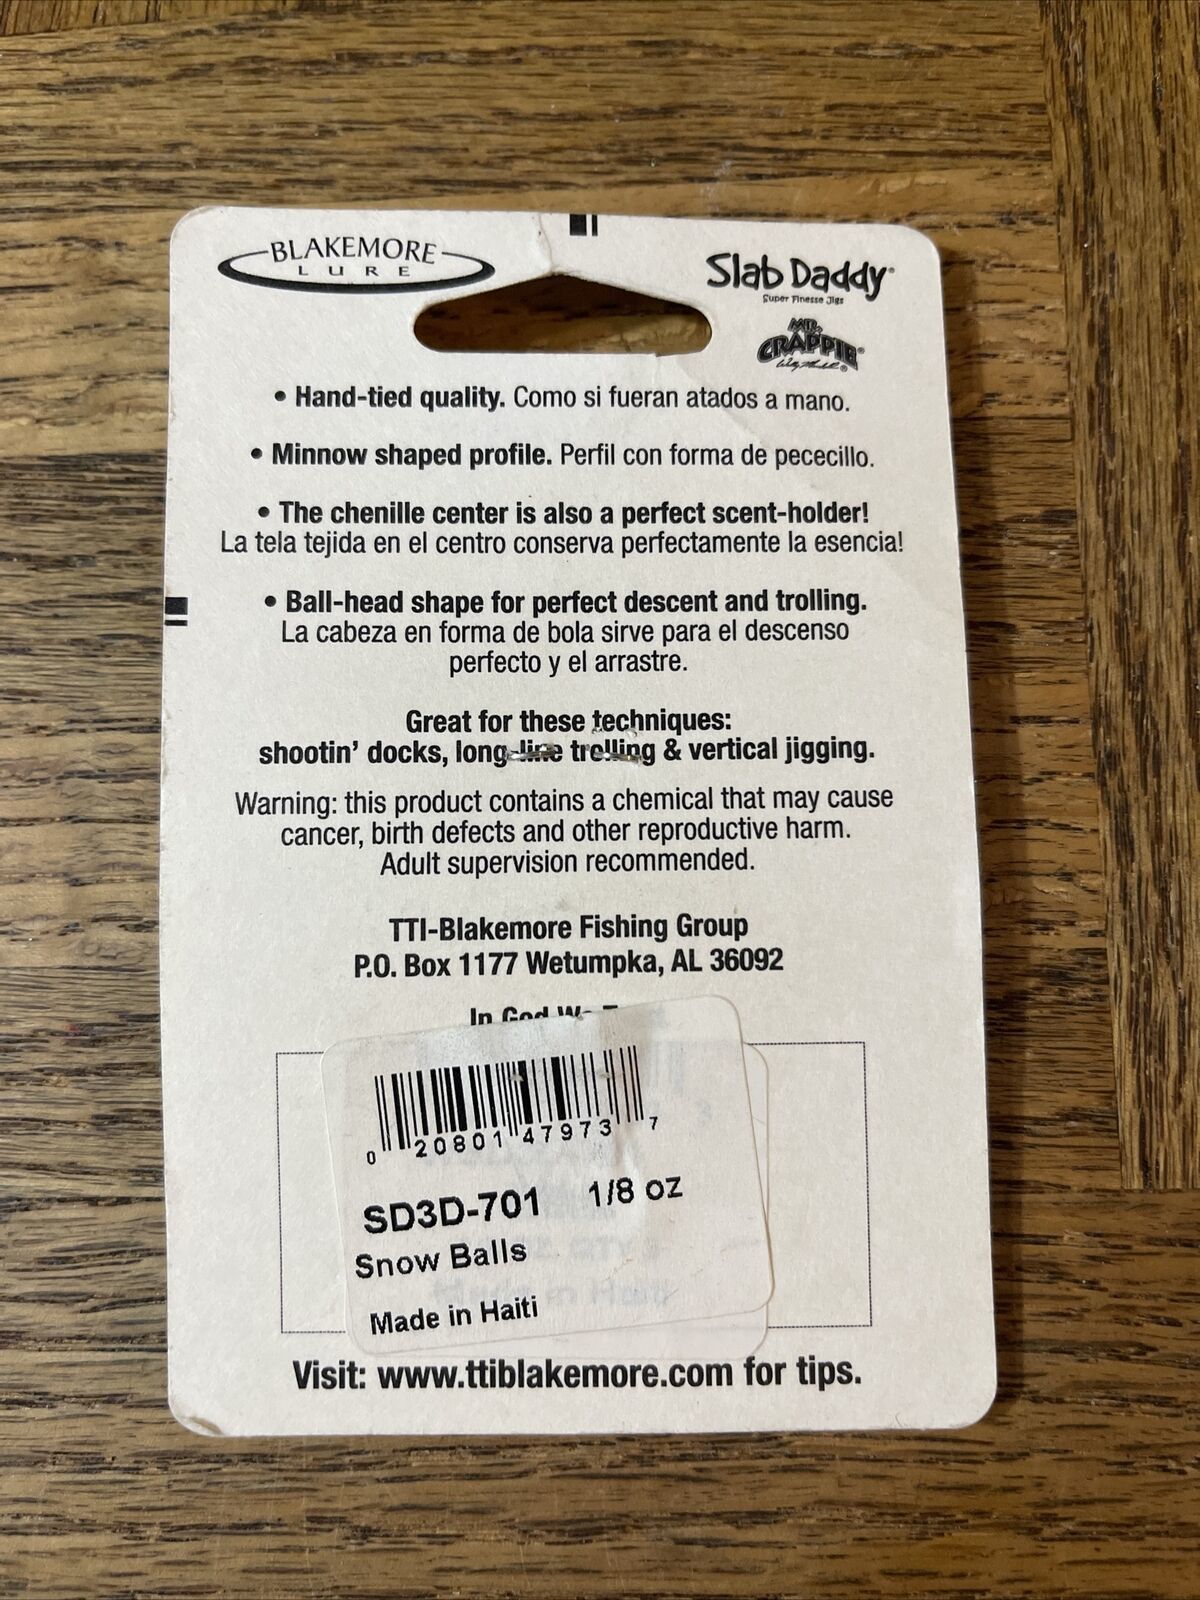 BLAKEMORE
LURE
Slab Daddy
Super Finesse Jigs
MR.
CRAPPIE®
• Hand-tied quality. Como si fueran atados a mano.
• Minnow shaped profile. Perfil con forma de pececillo.
• The chenille center is also a perfect scent-holder!
La tela tejida en el centro conserva perfectamente la esencia!
• Ball-head shape for perfect descent and trolling.
La cabeza en forma de bola sirve para el descenso
perfecto y el arrastre.
Great for these techniques:
shootin' docks, long-line trolling & vertical jigging.
Warning: this product contains a chemical that may cause
cancer, birth defects and other reproductive harm.
Adult supervision recommended.
TTI-Blakemore Fishing Group
P.O. Box 1177 Wetumpka, AL 36092
In God We
0 20801 47973 7
SD3D-701 1/8 oz
Snow Balls
Made in Haiti
Visit: www.ttiblakemore.com for tips.